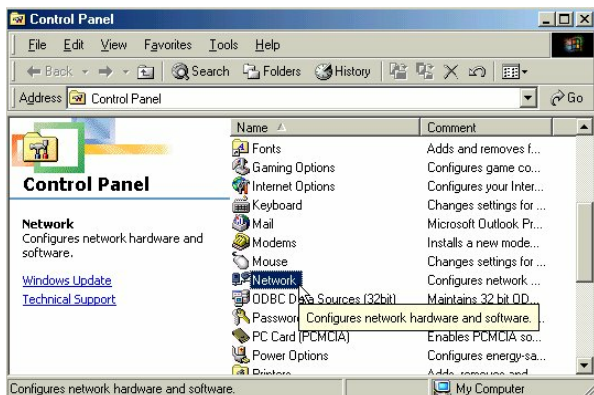 Control Panel
File Edit View Favorites Tools Help
Back Search Folders History
Address Control Panel Go
Control Panel
Network
Configures network hardware and
software.
Windows Update
Technical Support
Name Comment
Fonts Adds and removes f...
Gaming Options Configures game co...
Internet Options Configures your Inter...
Keyboard Changes settings for ...
Mail Microsoft Outlook Pr...
Modems Installs a new mode...
Mouse Changes settings for ...
Network Configures network ...
ODBC Data Sources (32bit) Maintains 32 bit OD...
Configures network hardware and software.
PC Card (PCMCIA) Enables PCMCIA so...
Power Options Configures energy-sa...
Configures network hardware and software.
My Computer